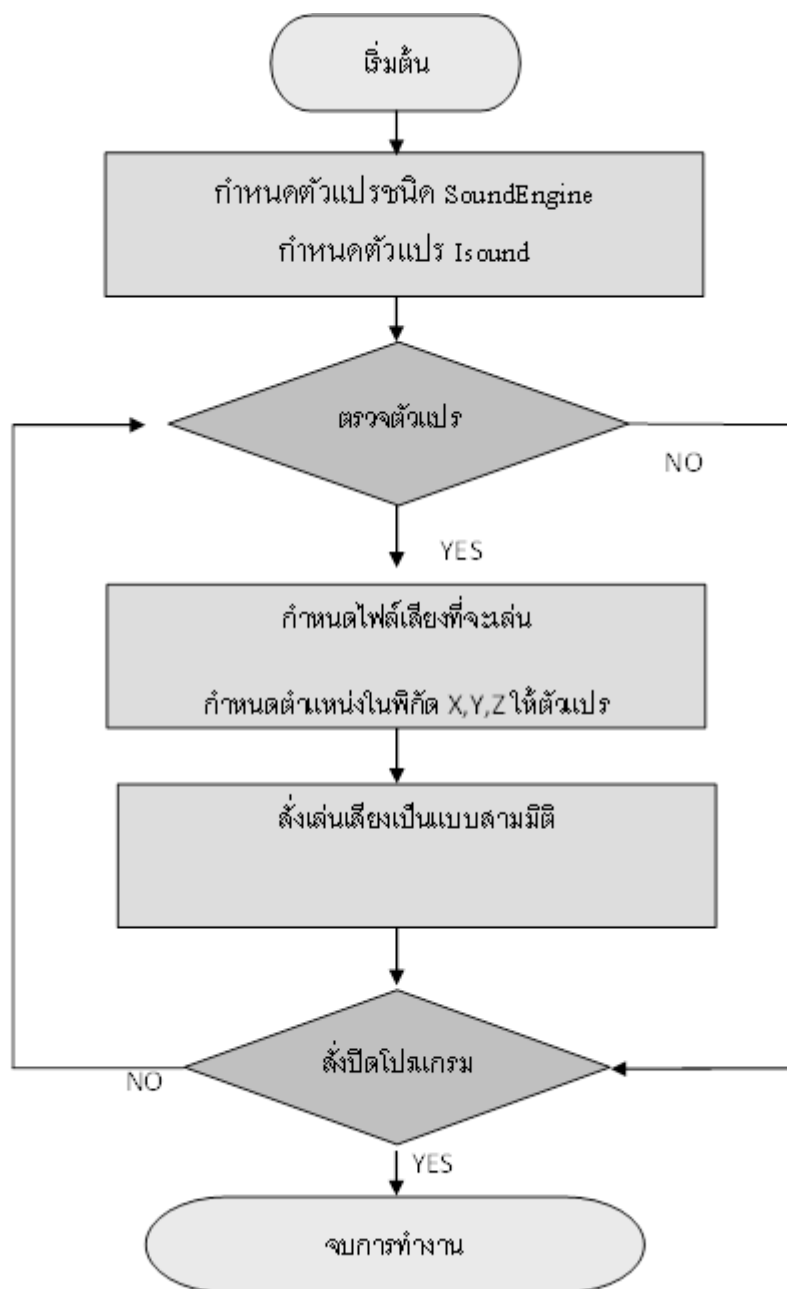 เริ่มต้น
กำหนดตัวแปรชนิด SoundEngine
กำหนดตัวแปร Isound
ตรวจตัวแปร
NO
YES
กำหนดไฟล์เสียงที่จะเล่น
กำหนดตำแหน่งในพิกัด X,Y,Z ให้ตัวแปร
สั่งเล่นเสียงเป็นแบบสามมิติ
สั่งปิดโปรแกรม
NO
YES
จบการทำงาน